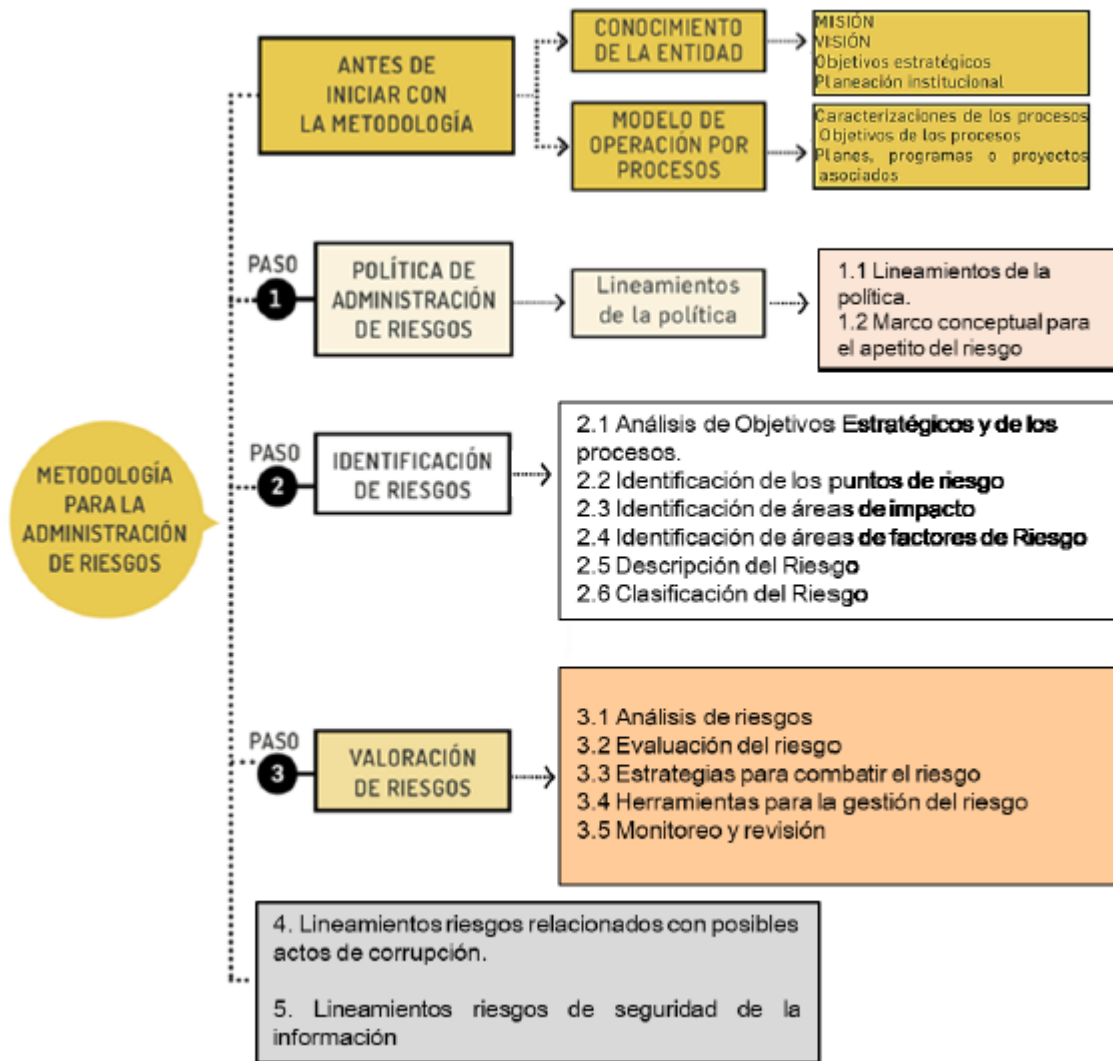 ANTES DE
INICIAR CON
LA METODOLOGÍA
CONOCIMIENTO
DE LA ENTIDAD
MISIÓN
VISIÓN
Objetivos estratégicos
Planeación institucional
MODELO DE
OPERACIÓN POR
PROCESOS
Caracterizaciones de los procesos
Objetivos de los procesos
Planes, programas o proyectos
asociados
PASO
1
POLÍTICA DE
ADMINISTRACIÓN
DE RIESGOS
Lineamientos
de la política
1.1 Lineamientos de la
política.
1.2 Marco conceptual para
el apetito del riesgo
METODOLOGÍA
PARA LA
ADMINISTRACIÓN
DE RIESGOS
PASO
2
IDENTIFICACIÓN
DE RIESGOS
2.1 Análisis de Objetivos Estratégicos y de los
procesos.
2.2 Identificación de los puntos de riesgo
2.3 Identificación de áreas de impacto
2.4 Identificación de áreas de factores de Riesgo
2.5 Descripción del Riesgo
2.6 Clasificación del Riesgo
PASO
3
VALORACIÓN
DE RIESGOS
3.1 Análisis de riesgos
3.2 Evaluación del riesgo
3.3 Estrategias para combatir el riesgo
3.4 Herramientas para la gestión del riesgo
3.5 Monitoreo y revisión
4. Lineamientos riesgos relacionados con posibles
actos de corrupción.
5. Lineamientos riesgos de seguridad de la
información